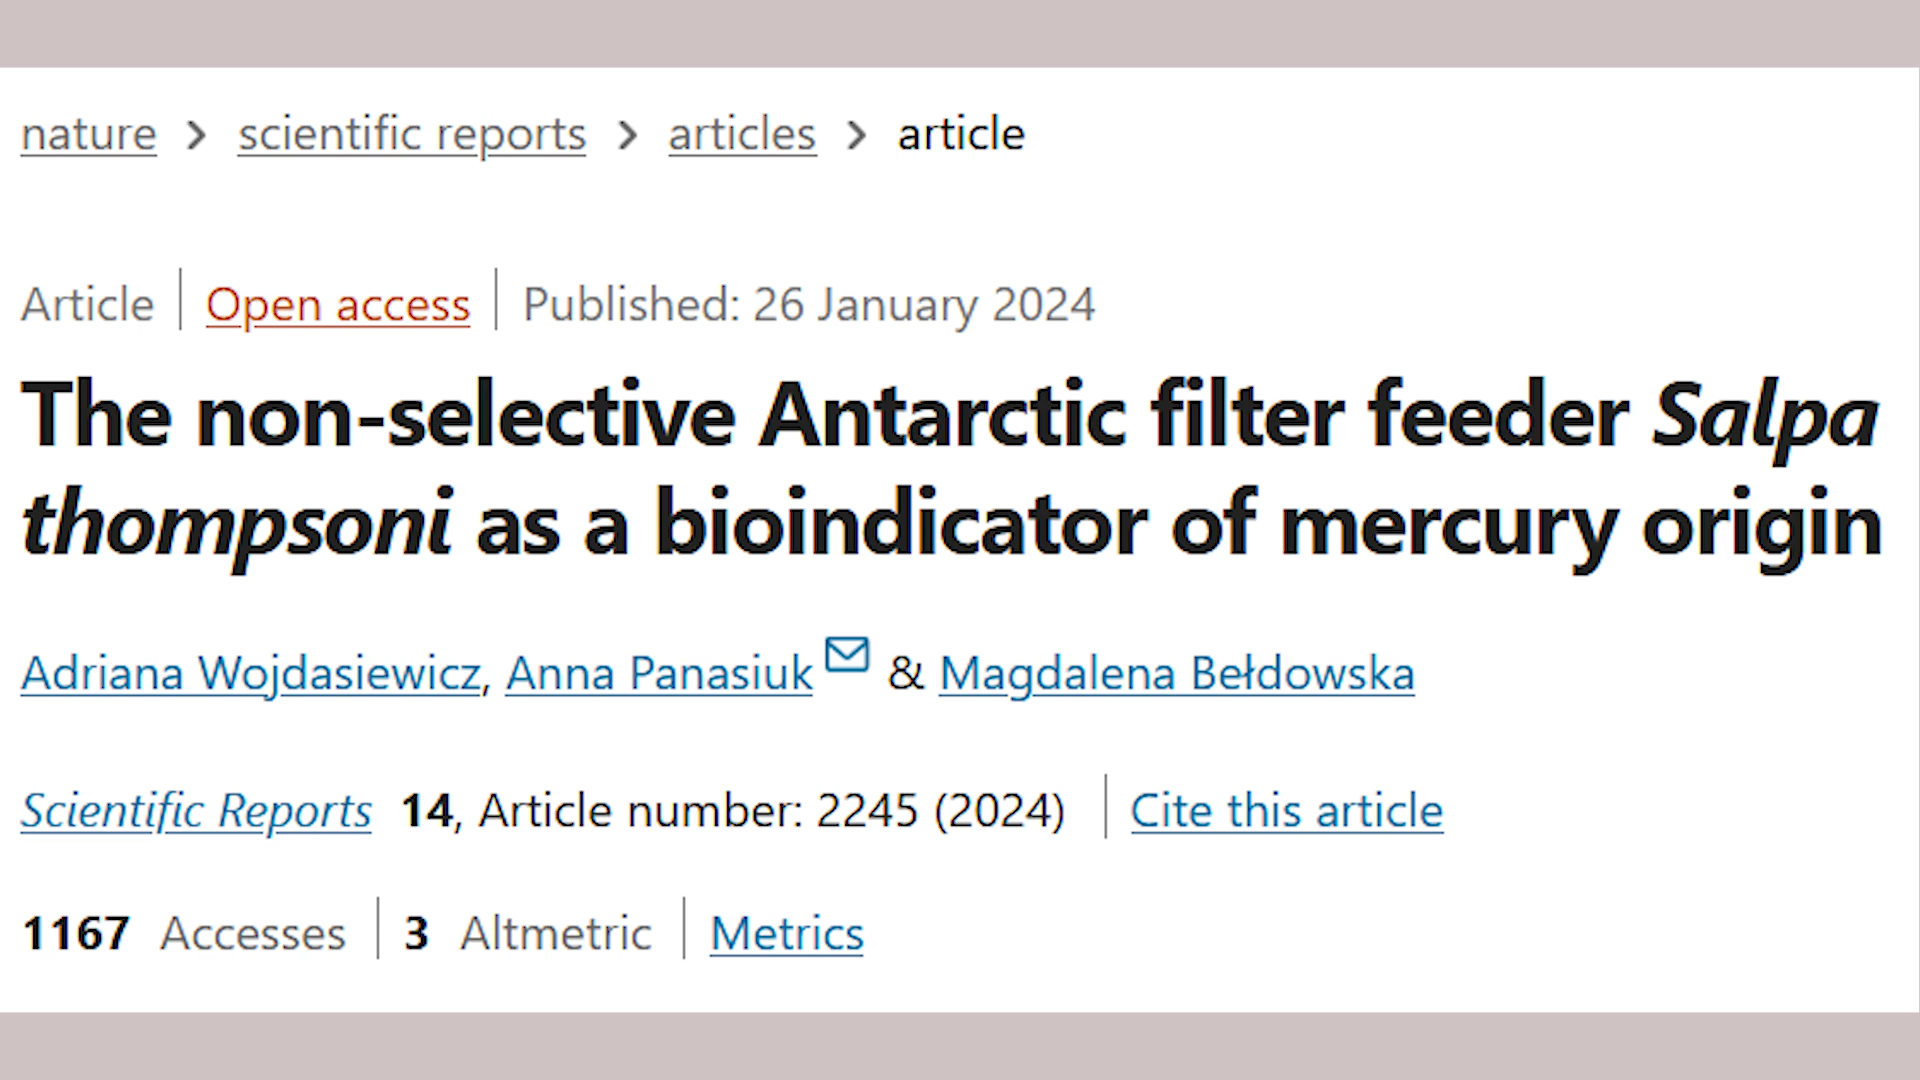 nature > scientific reports > articles > article
Article | Open access | Published: 26 January 2024
The non-selective Antarctic filter feeder Salpa
thompsoni as a bioindicator of mercury origin
Adriana Wojdasiewicz, Anna Panasiuk & Magdalena Bełdowska
Scientific Reports 14, Article number: 2245 (2024) | Cite this article
1167 Accesses | 3 Altmetric | Metrics